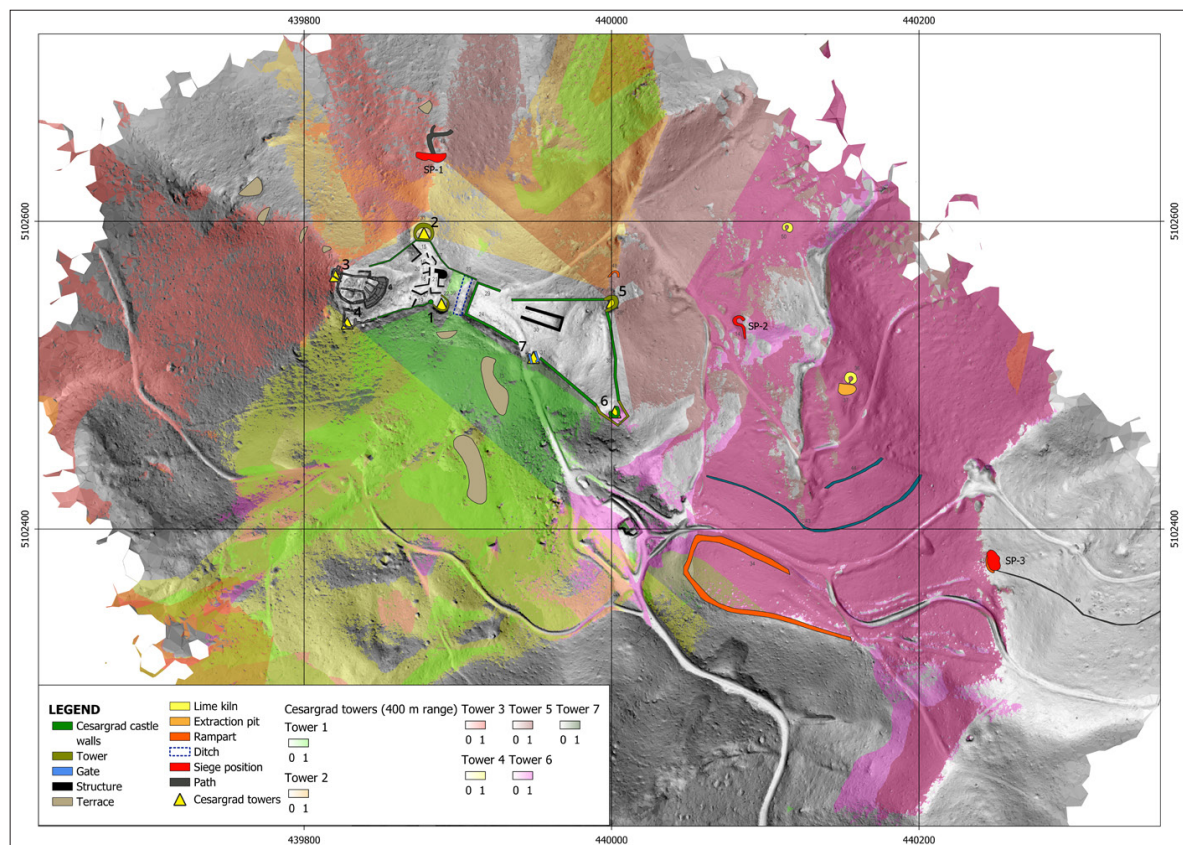 439800 440000 440200
SP-1
5102600 5102600
2
3
4
1
5
7
6
SP-2
5102400 5102400
SP-3
LEGEND
Cesargrad castle
walls
Tower
Gate
Structure
Terrace
Lime kiln
Extraction pit
Rampart
Ditch
Siege position
Path
Cesargrad towers
Cesargrad towers (400 m range)
Tower 1
0 1
Tower 2
0 1
Tower 3 Tower 5 Tower 7
0 1 0 1 0 1
Tower 4 Tower 6
0 1 0 1